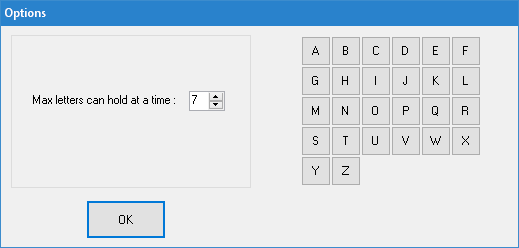 Options
Max letters can hold at a time : 7
A B C D E F
G H I J K L
M N O P Q R
S T U V W X
Y Z
OK